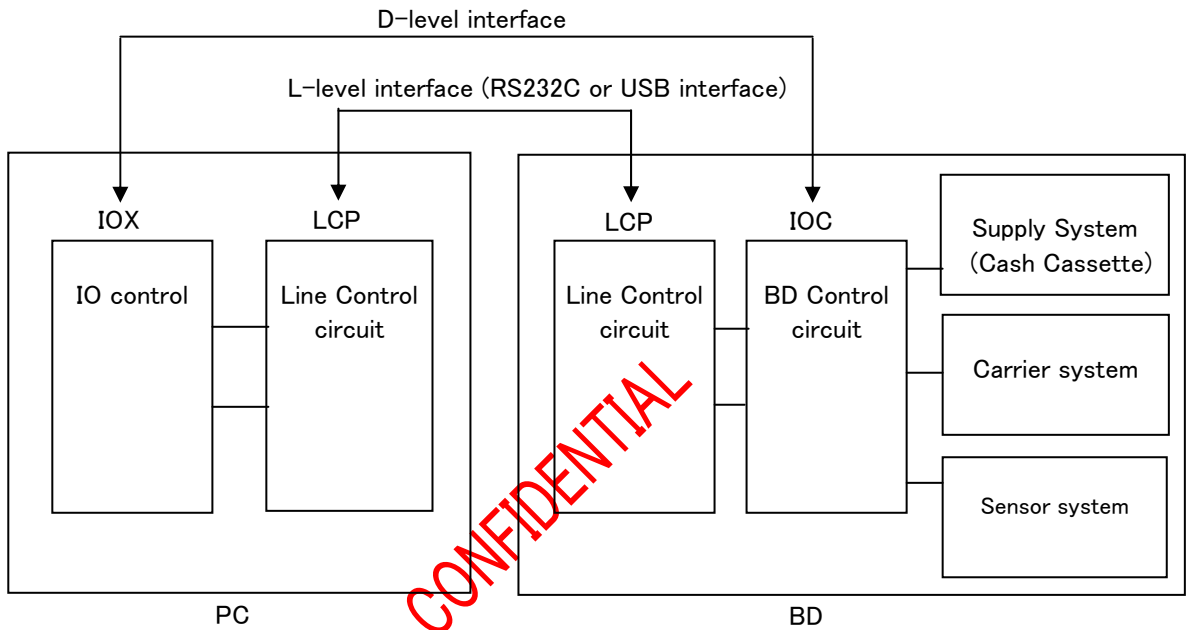 D-level interface
L-level interface (RS232C or USB interface)
IOX
LCP
LCP
IOC
IO control
Line Control
circuit
Line Control
circuit
BD Control
circuit
Supply System
(Cash Cassette)
Carrier system
Sensor system
CONFIDENTIAL
PC
BD